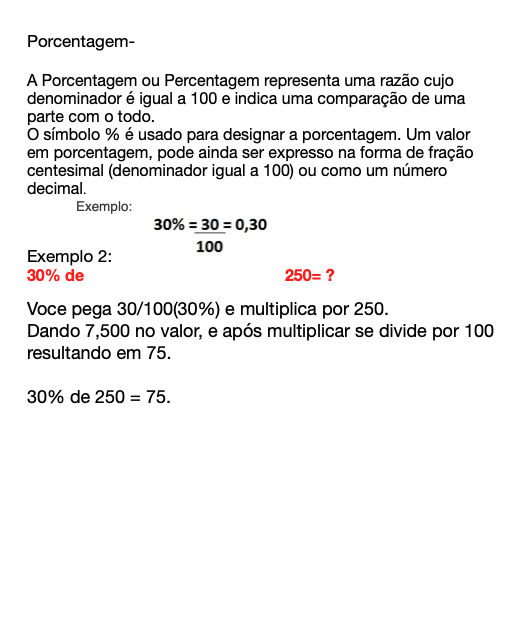 Porcentagem-
A Porcentagem ou Percentagem representa uma razão cujo
denominador é igual a 100 e indica uma comparação de uma
parte com o todo.
O símbolo % é usado para designar a porcentagem. Um valor
em porcentagem, pode ainda ser expresso na forma de fração
centesimal (denominador igual a 100) ou como um número
decimal.
Exemplo:
30% = 30 = 0,30
100
Exemplo 2:
30% de 250= ?
Voce pega 30/100(30%) e multiplica por 250.
Dando 7,500 no valor, e após multiplicar se divide por 100
resultando em 75.
30% de 250 = 75.